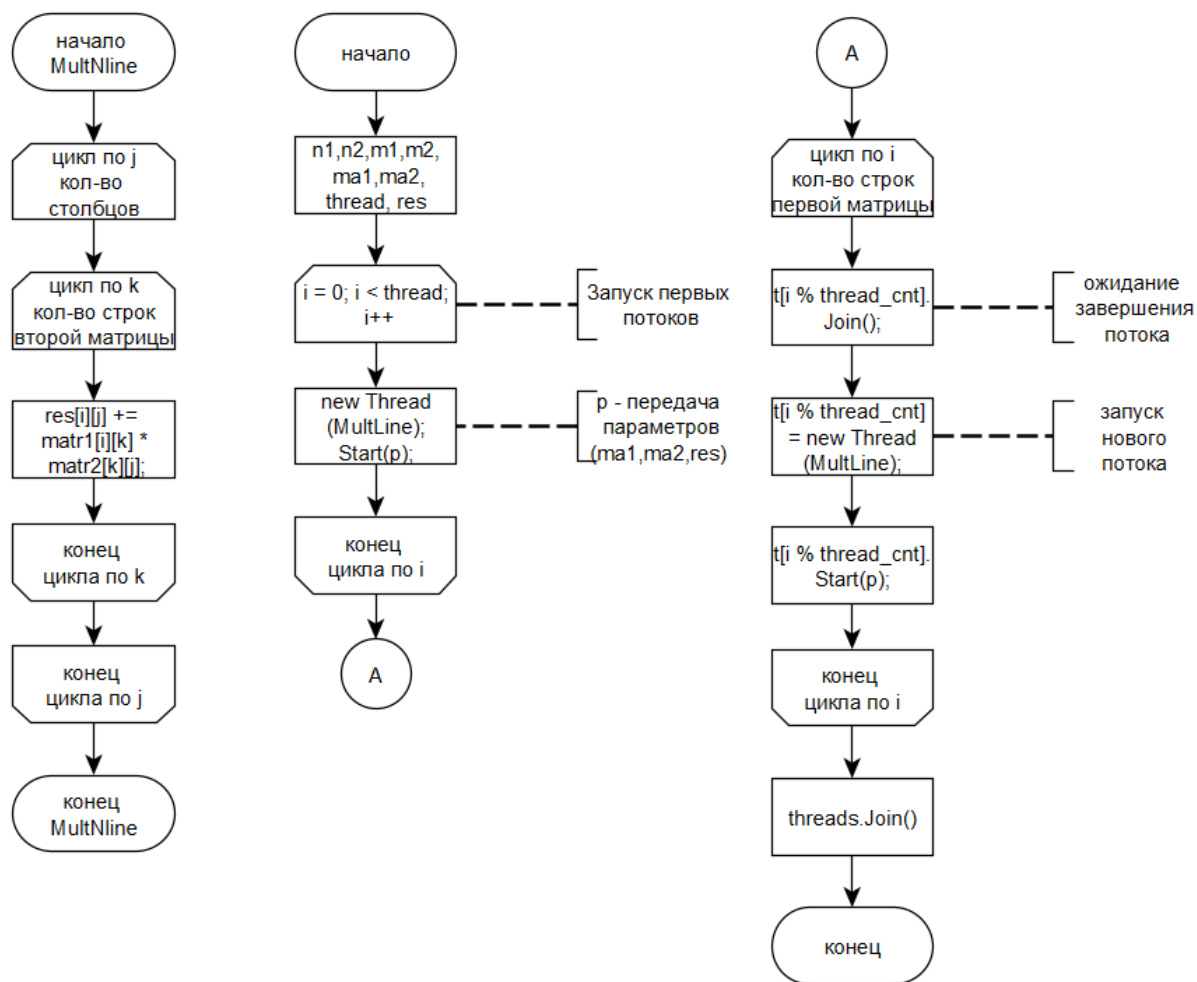 начало
MultNline
цикл по j
кол-во
столбцов
цикл по k
кол-во строк
второй матрицы
res[i][j] +=
matr1[i][k] *
matr2[k][j];
конец
цикла по k
конец
цикла по j
конец
MultNline
начало
n1,n2,m1,m2,
ma1,ma2,
thread, res
i = 0; i < thread;
i++
Запуск первых
потоков
new Thread
(MultLine);
Start(p);
p - передача
параметров
(ma1,ma2,res)
конец
цикла по i
A
A
цикл по i
кол-во строк
первой матрицы
t[i % thread_cnt].
Join();
ожидание
завершения
потока
t[i % thread_cnt]
= new Thread
(MultLine);
запуск
нового
потока
t[i % thread_cnt].
Start(p);
конец
цикла по i
threads.Join()
конец